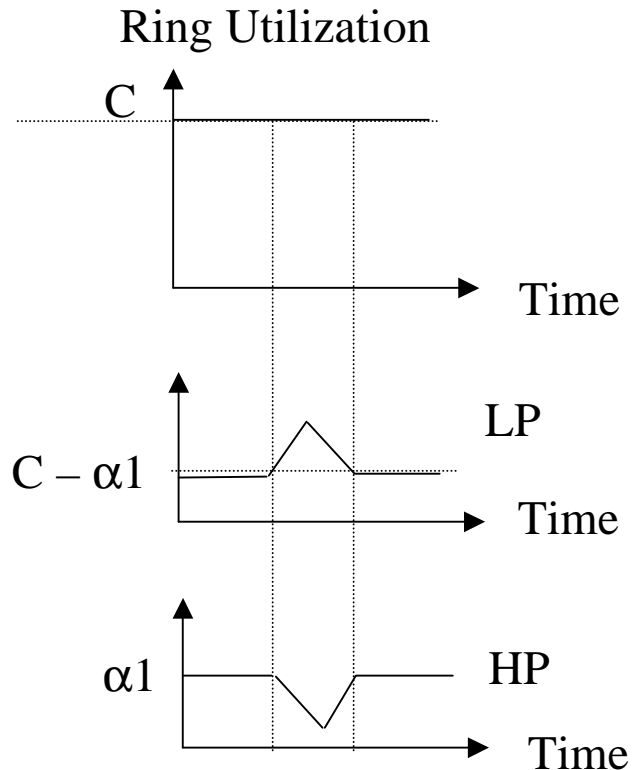 Ring Utilization
C
Time
LP
C – α1
Time
α1
HP
Time